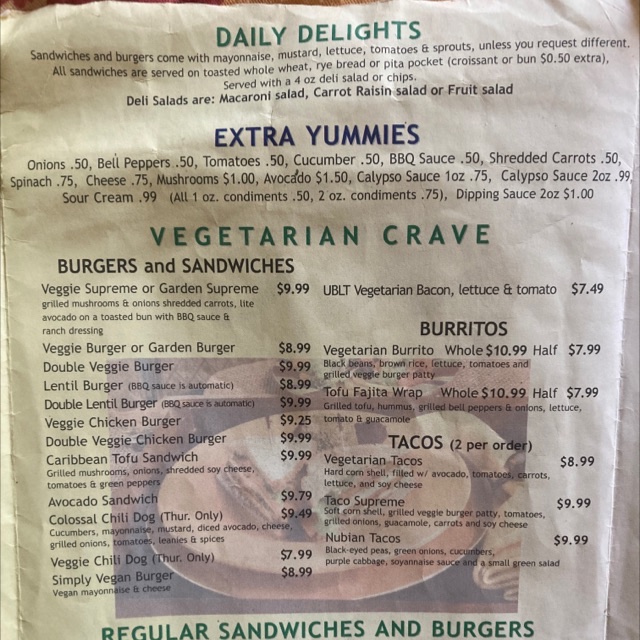 DAILY DELIGHTS
Sandwiches and burgers come with mayonnaise, mustard, lettuce, tomatoes & sprouts, unless you request different.
All sandwiches are served on toasted whole wheat, rye bread or pita pocket (croissant or bun $0.50 extra),
Served with a 4 oz deli salad or chips.
Deli Salads are: Macaroni salad, Carrot Raisin salad or Fruit salad
EXTRA YUMMIES
Onions .50, Bell Peppers .50, Tomatoes .50, Cucumber .50, BBQ Sauce .50, Shredded Carrots .50,
Spinach .75, Cheese .75, Mushrooms $1.00, Avocado $1.50, Calypso Sauce 1oz .75, Calypso Sauce 2oz .99,
Sour Cream .99 (All 1 oz. condiments .50, 2 oz. condiments .75), Dipping Sauce 2oz $1.00
VEGETARIAN CRAVE
BURGERS and SANDWICHES
Veggie Supreme or Garden Supreme $9.99
grilled mushrooms & onions shredded carrots, lite
avocado on a toasted bun with BBQ sauce &
ranch dressing
Veggie Burger or Garden Burger $8.99
Double Veggie Burger $9.99
Lentil Burger (BBQ sauce is automatic) $8.99
Double Lentil Burger (BBQ sauce is automatic) $9.99
Veggie Chicken Burger $9.25
Double Veggie Chicken Burger $9.99
Caribbean Tofu Sandwich $9.99
Grilled mushrooms, onions, shredded soy cheese,
tomatoes & green peppers
Avocado Sandwich $9.79
Colossal Chili Dog (Thur. Only) $9.49
Cucumbers, mayonnaise, mustard, diced avocado, cheese,
grilled onions, tomatoes, leanies & spices
Veggie Chili Dog (Thur. Only) $7.99
Simply Vegan Burger $8.99
Vegan mayonnaise & cheese
UBLT Vegetarian Bacon, lettuce & tomato $7.49
BURRITOS
Vegetarian Burrito Whole $10.99 Half $7.99
Black beans, brown rice, lettuce, tomatoes and
grilled veggie burger patty
Tofu Fajita Wrap Whole $10.99 Half $7.99
Grilled tofu, hummus, grilled bell peppers & onions, lettuce,
tomato & guacamole
TACOS (2 per order)
Vegetarian Tacos $8.99
Hard corn shell, filled w/ avocado, tomatoes, carrots,
lettuce, and soy cheese
Taco Supreme $9.99
Soft corn shell, grilled veggie burger patty, tomatoes,
grilled onions, guacamole, carrots and soy cheese
Nubian Tacos $9.99
Black-eyed peas, green onions, cucumbers,
purple cabbage, soyannaise sauce and a small green salad
REGULAR SANDWICHES AND BURGERS